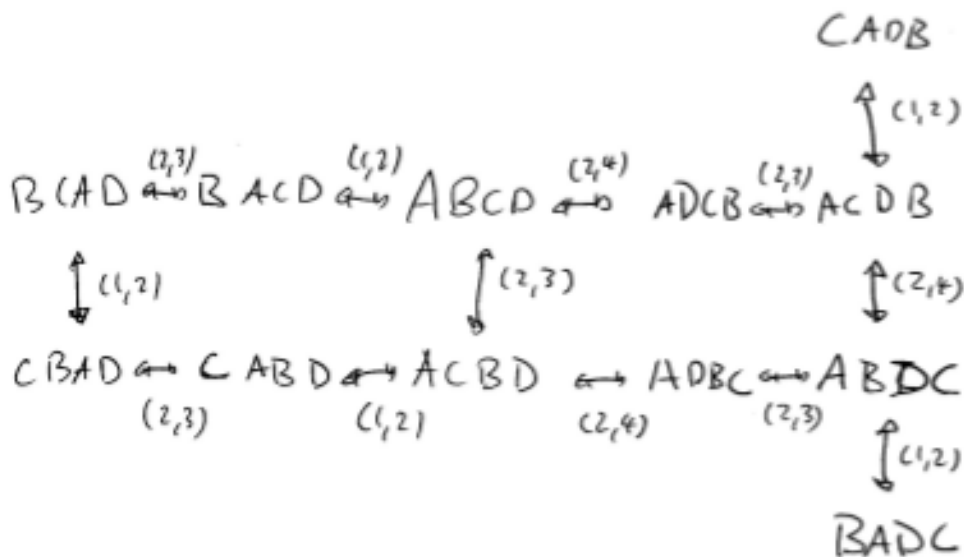 CADB
(1,2)
(2,3) (1,2) (2,4) (2,3)
BCAD ↔ BACD ↔ ABCD ↔ ADCB ↔ ACDB
(1,2) (2,3) (2,4)
CBAD ↔ CABD ↔ ACBD ↔ ADBC ↔ ABDC
(2,3) (1,2) (2,4) (2,3)
(1,2)
BADC